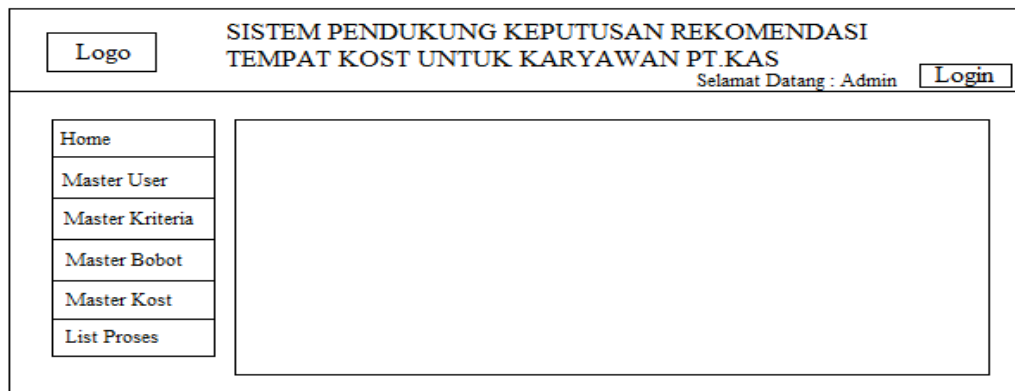 Logo
SISTEM PENDUKUNG KEPUTUSAN REKOMENDASI
TEMPAT KOST UNTUK KARYAWAN PT.KAS
Selamat Datang : Admin
Login
Home
Master User
Master Kriteria
Master Bobot
Master Kost
List Proses